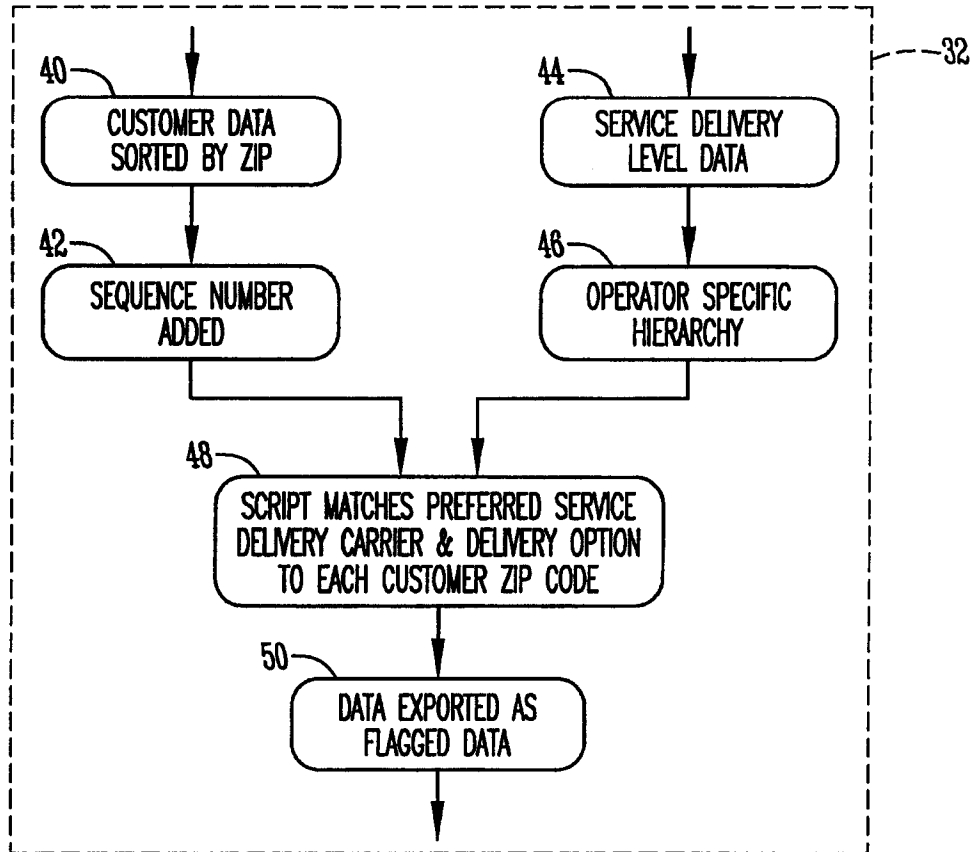 32
40
CUSTOMER DATA
SORTED BY ZIP
44
SERVICE DELIVERY
LEVEL DATA
42
SEQUENCE NUMBER
ADDED
46
OPERATOR SPECIFIC
HIERARCHY
48
SCRIPT MATCHES PREFERRED SERVICE
DELIVERY CARRIER & DELIVERY OPTION
TO EACH CUSTOMER ZIP CODE
50
DATA EXPORTED AS
FLAGGED DATA